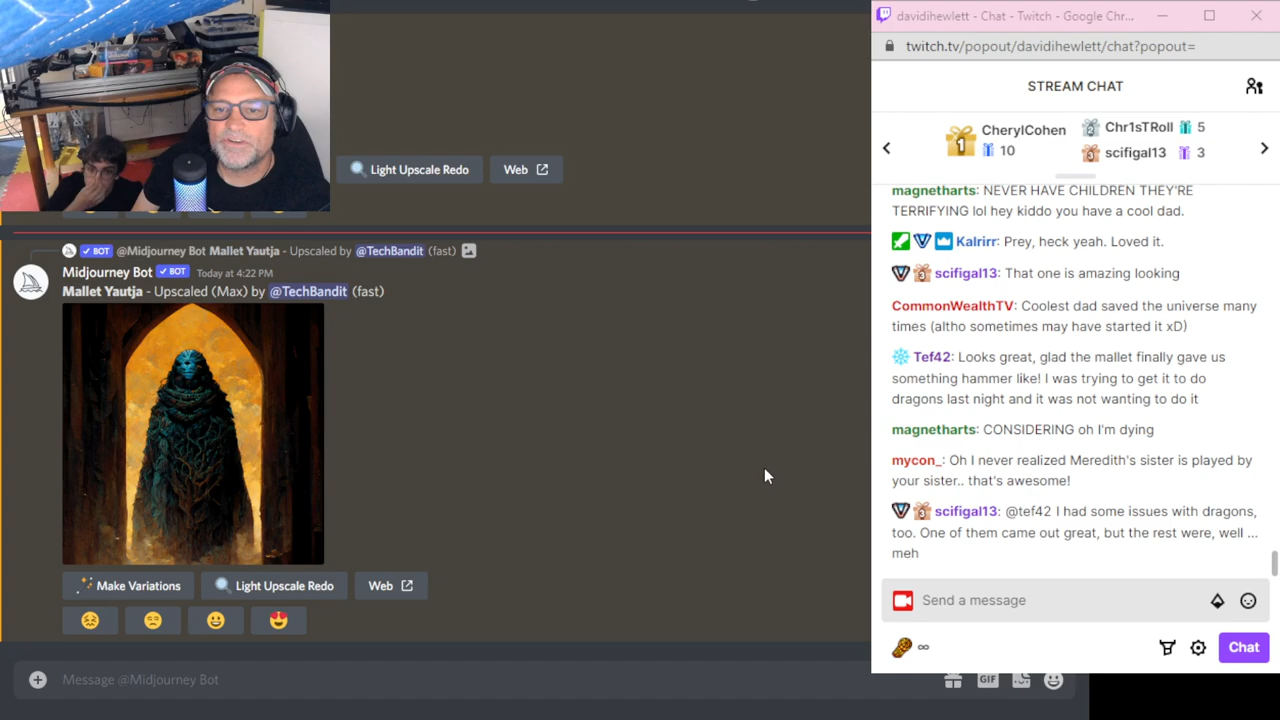 Light Upscale Redo
Web
BOT @Midjourney Bot Mallet Yautja - Upscaled by @TechBandit (fast)
Midjourney Bot BOT Today at 4:22 PM
Mallet Yautja - Upscaled (Max) by @TechBandit (fast)
Make Variations
Light Upscale Redo
Web
Message @Midjourney Bot
GIF
davidihewlett - Chat - Twitch - Google Chr...
twitch.tv/popout/davidihewlett/chat?popout=
STREAM CHAT
1 CherylCohen
10
2 Chr1sTRoll 5
3 scifigal13 3
magnetharts: NEVER HAVE CHILDREN THEY'RE
TERRIFYING lol hey kiddo you have a cool dad.
Kalrirr: Prey, heck yeah. Loved it.
3 scifigal13: That one is amazing looking
CommonWealthTV: Coolest dad saved the universe many
times (altho sometimes may have started it xD)
Tef42: Looks great, glad the mallet finally gave us
something hammer like! I was trying to get it to do
dragons last night and it was not wanting to do it
magnetharts: CONSIDERING oh I'm dying
mycon_: Oh I never realized Meredith's sister is played by
your sister.. that's awesome!
3 scifigal13: @tef42 I had some issues with dragons,
too. One of them came out great, but the rest were, well ...
meh
Send a message
∞
Chat